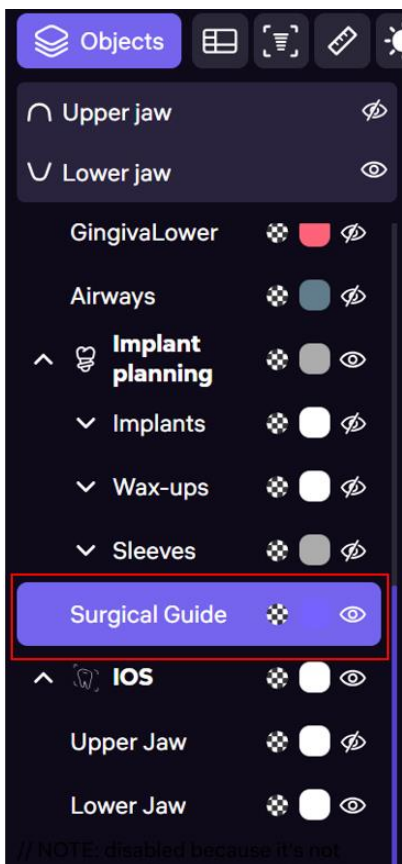 Objects
Upper jaw
Lower jaw
GingivaLower
Airways
Implant
planning
Implants
Wax-ups
Sleeves
Surgical Guide
IOS
Upper Jaw
Lower Jaw
// NOTE: disabled because it's not